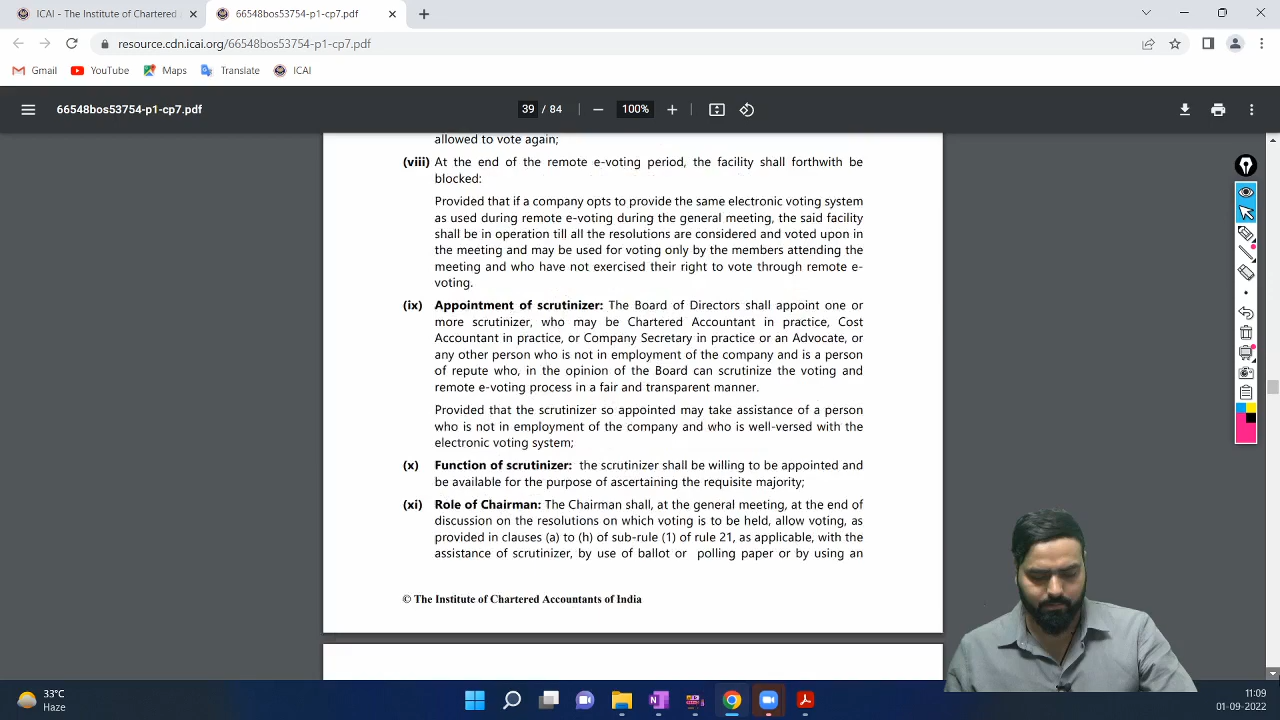 ICAI - The Institute of Chartered
66548bos53754-p1-cp7.pdf
resource.cdn.icai.org/66548bos53754-p1-cp7.pdf
Gmail
YouTube
Maps
Translate
ICAI
66548bos53754-p1-cp7.pdf
39 / 84
100%
allowed to vote again;
(viii) At the end of the remote e-voting period, the facility shall forthwith be
blocked:
Provided that if a company opts to provide the same electronic voting system
as used during remote e-voting during the general meeting, the said facility
shall be in operation till all the resolutions are considered and voted upon in
the meeting and may be used for voting only by the members attending the
meeting and who have not exercised their right to vote through remote e-
voting.
(ix) Appointment of scrutinizer: The Board of Directors shall appoint one or
more scrutinizer, who may be Chartered Accountant in practice, Cost
Accountant in practice, or Company Secretary in practice or an Advocate, or
any other person who is not in employment of the company and is a person
of repute who, in the opinion of the Board can scrutinize the voting and
remote e-voting process in a fair and transparent manner.
Provided that the scrutinizer so appointed may take assistance of a person
who is not in employment of the company and who is well-versed with the
electronic voting system;
(x) Function of scrutinizer: the scrutinizer shall be willing to be appointed and
be available for the purpose of ascertaining the requisite majority;
(xi) Role of Chairman: The Chairman shall, at the general meeting, at the end of
discussion on the resolutions on which voting is to be held, allow voting, as
provided in clauses (a) to (h) of sub-rule (1) of rule 21, as applicable, with the
assistance of scrutinizer, by use of ballot or polling paper or by using an
© The Institute of Chartered Accountants of India
33°C
Haze
11:09
01-09-2022